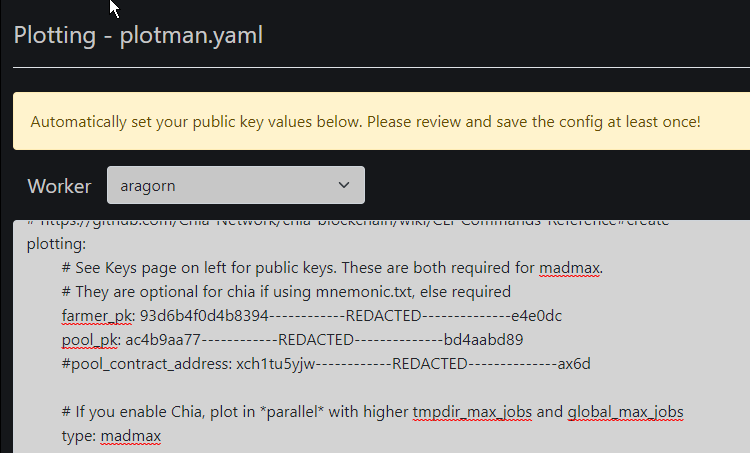 Plotting - plotman.yaml
Automatically set your public key values below. Please review and save the config at least once!
Worker aragorn
# https://github.com/Chia-Network/chia-blockchain/wiki/CLI-Commands-Reference#create
plotting:
# See Keys page on left for public keys. These are both required for madmax.
# They are optional for chia if using mnemonic.txt, else required
farmer_pk: 93d6b4f0d4b8394------------REDACTED--------------e4e0dc
pool_pk: ac4b9aa77------------REDACTED--------------bd4aabd89
#pool_contract_address: xch1tu5yjw------------REDACTED--------------ax6d
# If you enable Chia, plot in *parallel* with higher tmpdir_max_jobs and global_max_jobs
type: madmax